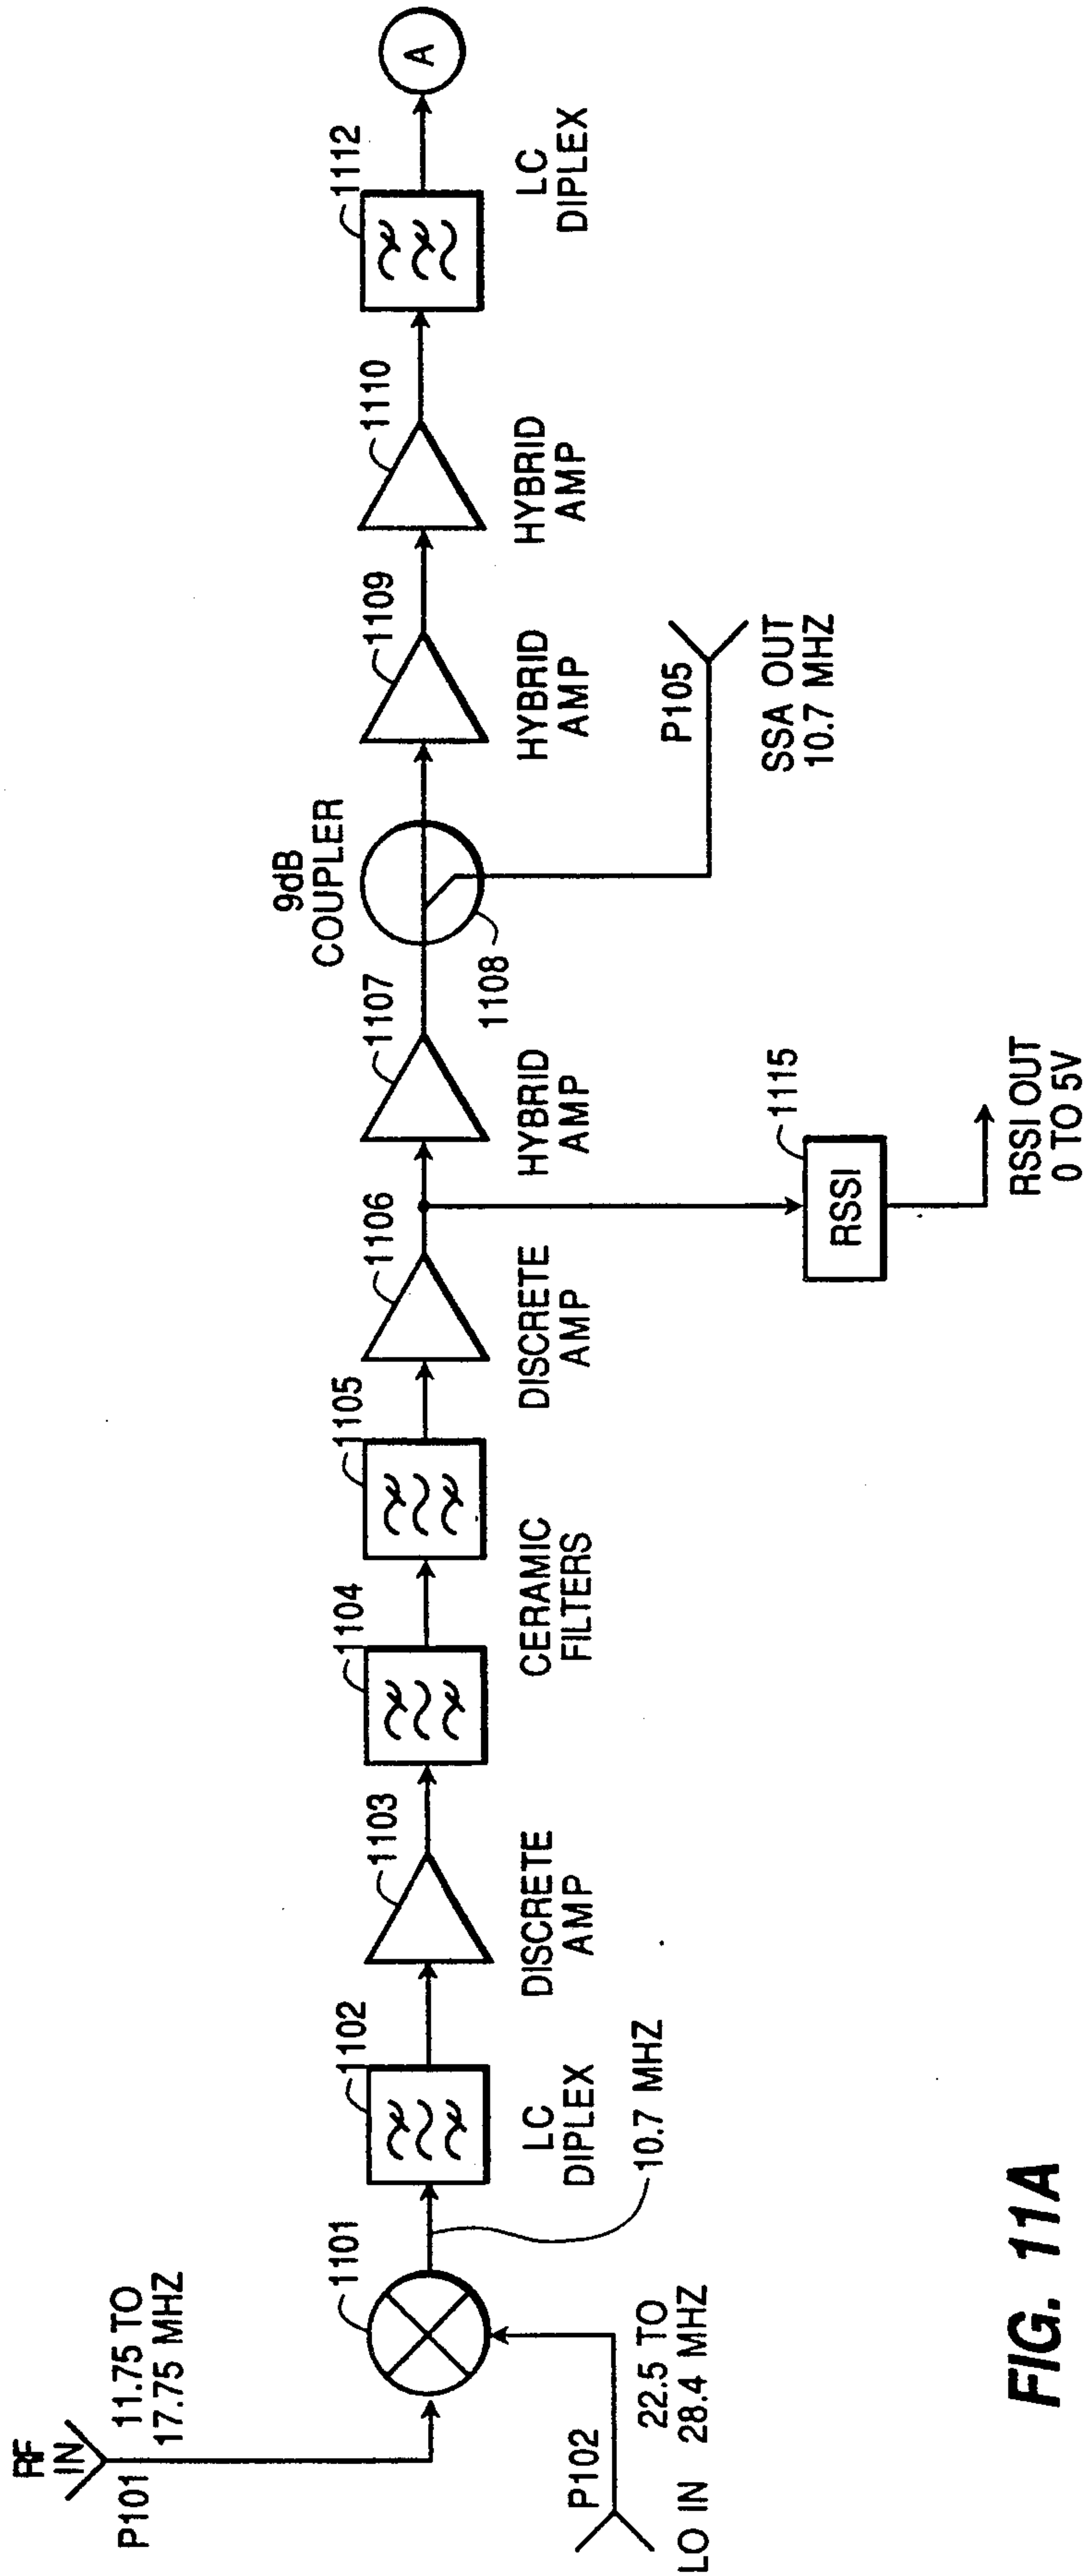 RF
IN
P101
11.75 TO
17.75 MHZ
P102
LO IN
22.5 TO
28.4 MHZ
1101
10.7 MHZ
1102
LC
DIPLEX
1103
DISCRETE
AMP
1104
1105
CERAMIC
FILTERS
1106
DISCRETE
AMP
1115
RSSI
RSSI OUT
0 TO 5V
1107
HYBRID
AMP
9dB
COUPLER
1108
P105
SSA OUT
10.7 MHZ
1109
HYBRID
AMP
1110
HYBRID
AMP
1112
LC
DIPLEX
A
FIG. 11A